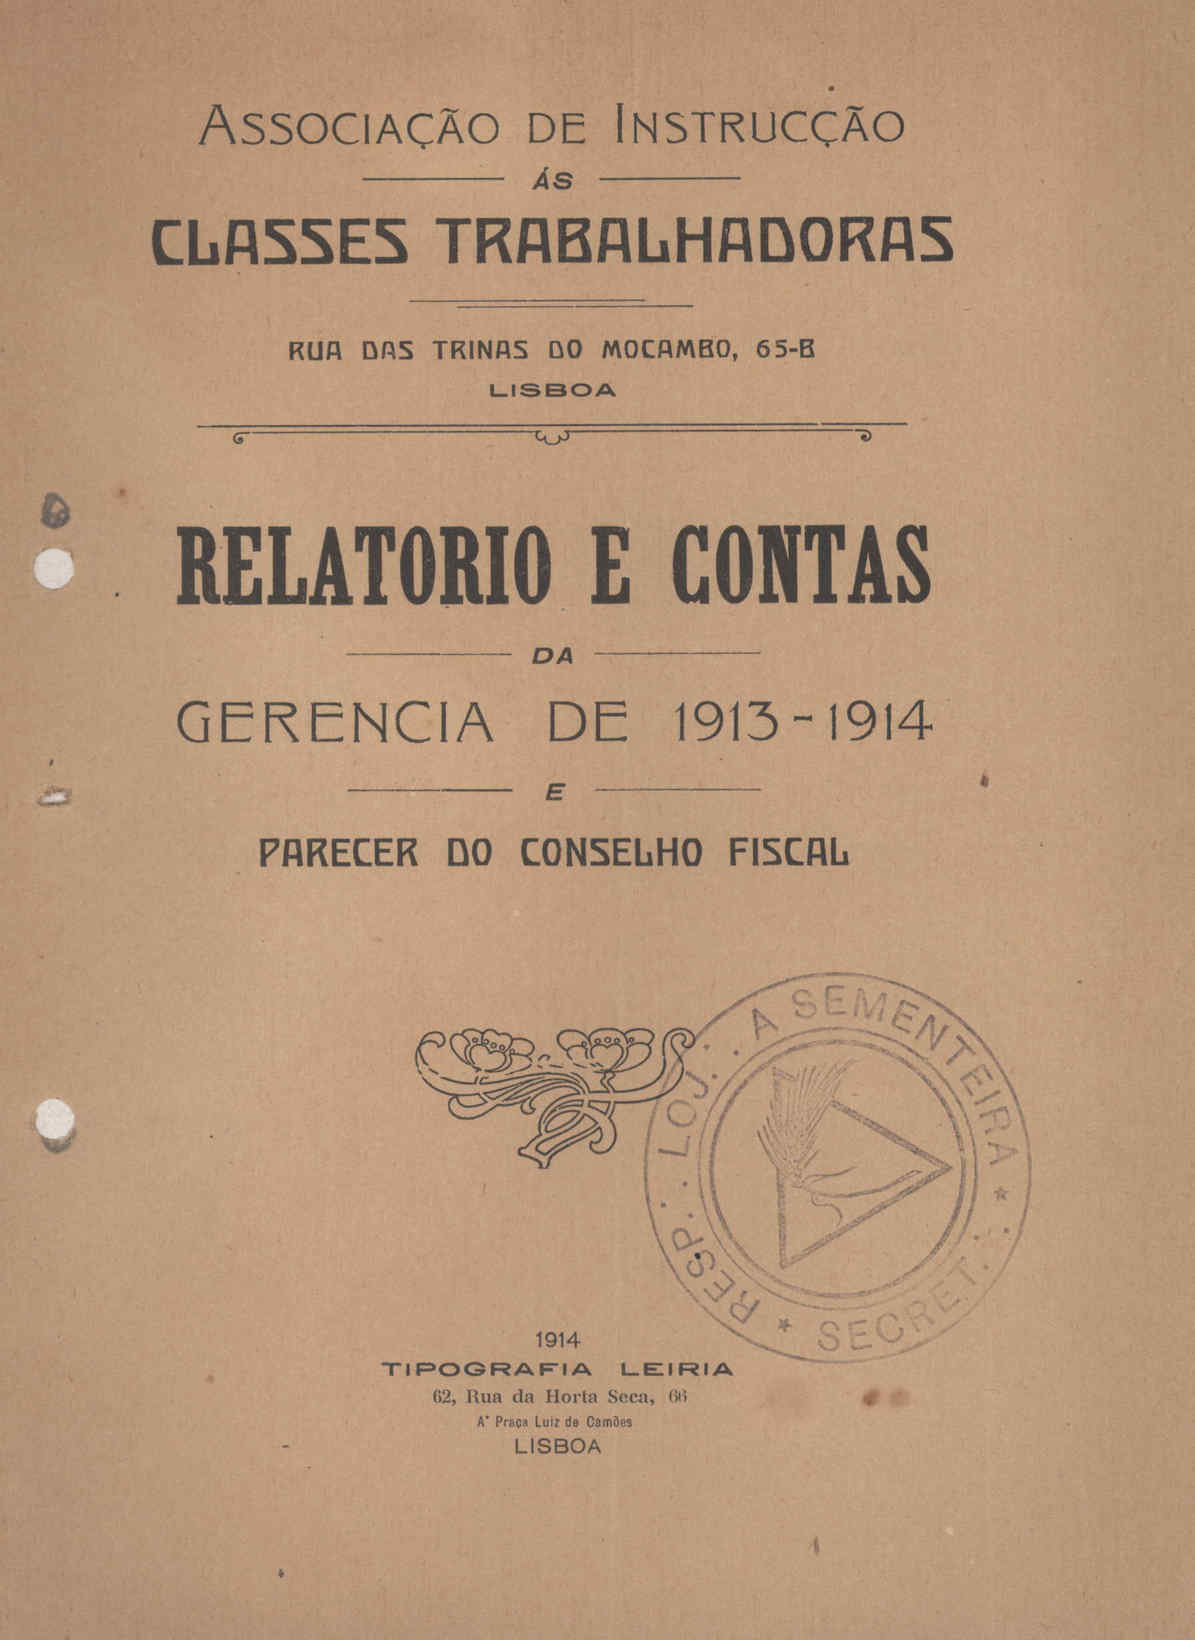 ASSOCIAÇÃO DE INSTRUCÇÃO
ÁS
CLASSES TRABALHADORAS
RUA DAS TRINAS DO MOCAMBO, 65-B
LISBOA
RELATORIO E CONTAS
DA
GERENCIA DE 1913-1914
E
PARECER DO CONSELHO FISCAL
RESP∴ LOJ∴ A SEMENTEIRA * SECRET∴ *
1914
TIPOGRAFIA LEIRIA
62, Rua da Horta Seca, 66
A' Praça Luiz de Camões
LISBOA